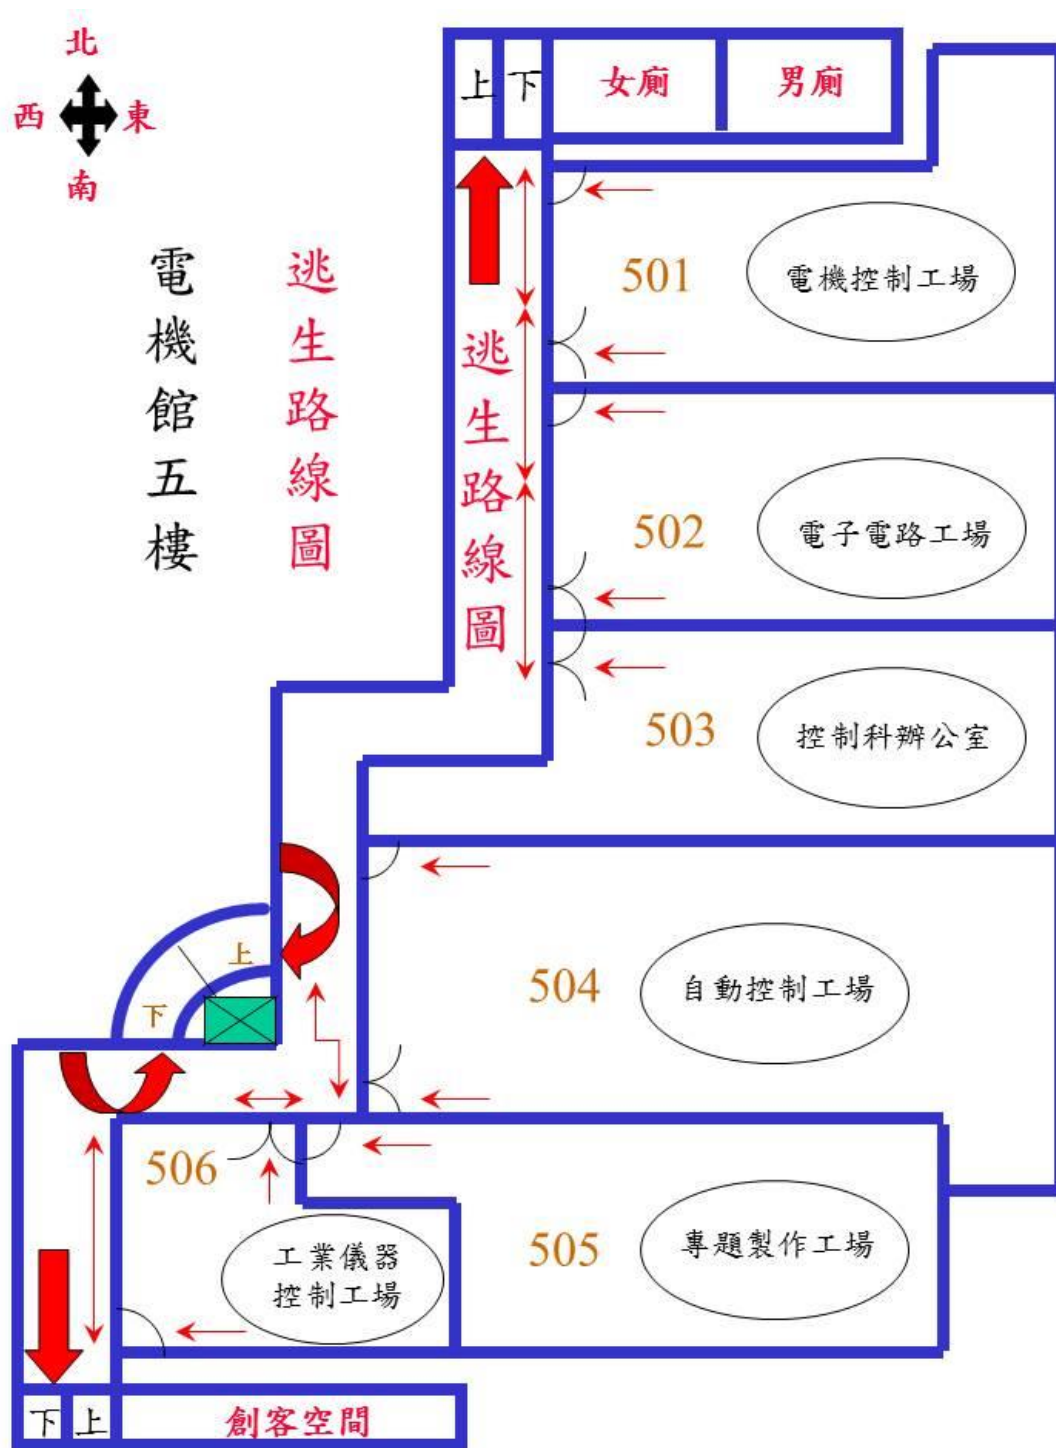 北
西 東
南
電機館五樓
逃生路線圖
上 下 女廁 男廁
501 電機控制工場
逃生路線圖
502 電子電路工場
503 控制科辦公室
上
下
504 自動控制工場
506
工業儀器
控制工場
505 專題製作工場
下 上 創客空間